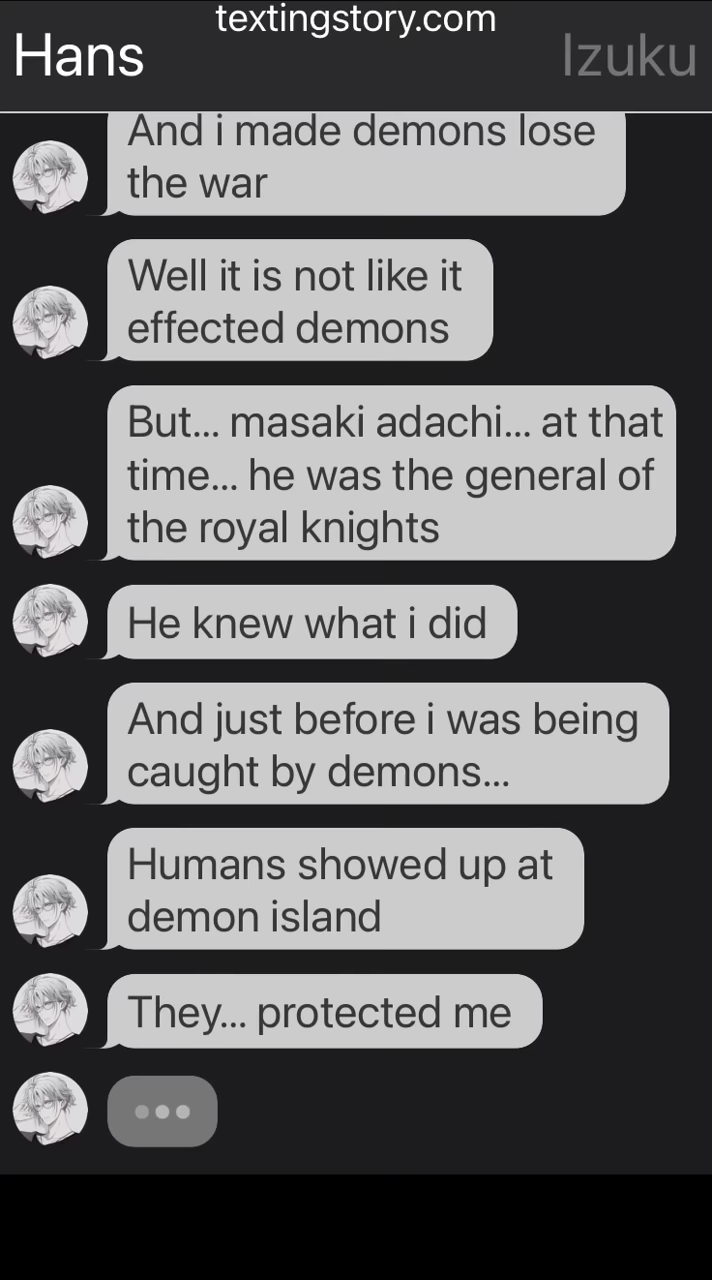 textingstory.com
Hans
Izuku
And i made demons lose
the war
Well it is not like it
effected demons
But... masaki adachi... at that
time... he was the general of
the royal knights
He knew what i did
And just before i was being
caught by demons...
Humans showed up at
demon island
They... protected me